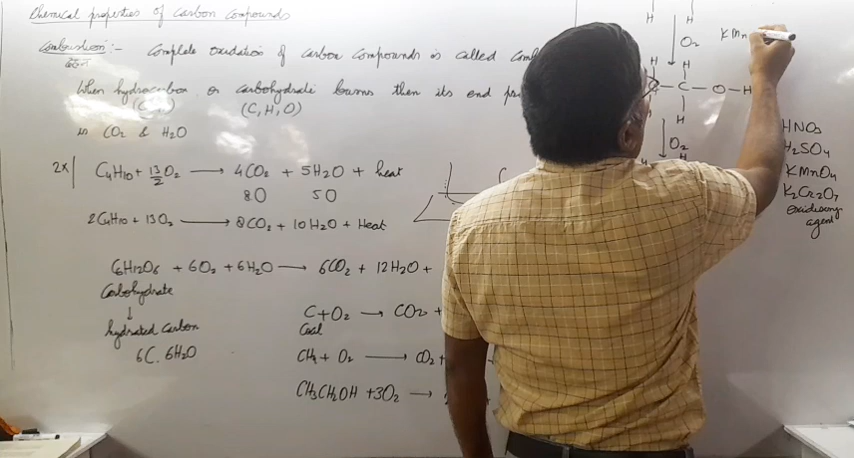 Chemical properties of Carbon Compounds
Combustion :- Complete Oxidation of carbon compounds is called
When hydrocarbon or carbohydrate burns then its end
(C, H, O)
is CO2 & H2O
2x| C4H10 + 13/2 O2 → 4CO2 + 5H2O + heat
8O 5O
2C4H10 + 13O2 → 8CO2 + 10H2O + Heat
C6H12O6 + 6O2 + 6H2O → 6CO2 + 12H2O +
Carbohydrate
↓
hydrated carbon
6C. 6H2O
C + O2 → CO2 +
Coal
CH4 + O2 → CO2 +
CH3CH2OH + 3O2 →
H H
↓ O2 KMn
H H
C – C – O – H
H
↓ O2
H
HNO3
H2SO4
KMnO4
K2Cr2O7
oxidising
agent